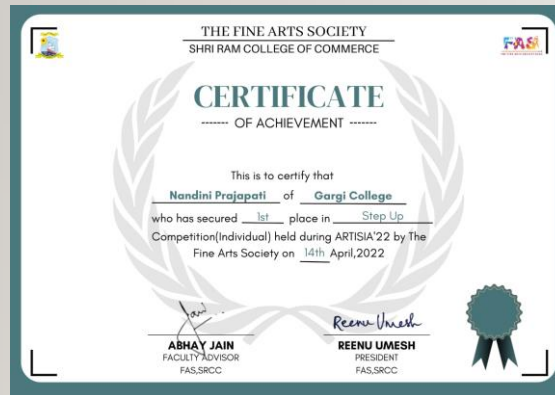 THE FINE ARTS SOCIETY
SHRI RAM COLLEGE OF COMMERCE
FAS
CERTIFICATE
------- OF ACHIEVEMENT -------
This is to certify that
Nandini Prajapati of Gargi College
who has secured 1st place in Step Up
Competition(Individual) held during ARTISIA'22 by The
Fine Arts Society on 14th April,2022
Reenu Umesh
ABHAY JAIN
FACULTY ADVISOR
FAS,SRCC
REENU UMESH
PRESIDENT
FAS,SRCC